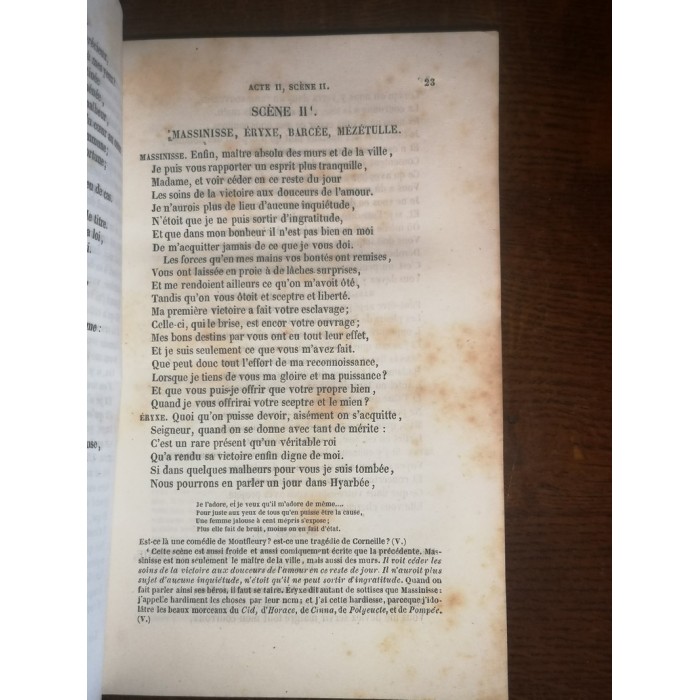 ACTE II, SCÈNE II. 23
SCÈNE II¹.
MASSINISSE, ÉRYXE, BARCÉE, MÉZÉTULLE.
MASSINISSE. Enfin, maître absolu des murs et de la ville,
Je puis vous rapporter un esprit plus tranquille,
Madame, et voir céder en ce reste du jour
Les soins de la victoire aux douceurs de l'amour.
Je n'aurois plus de lieu d'aucune inquiétude,
N'étoit que je ne puis sortir d'ingratitude,
Et que dans mon bonheur il n'est pas bien en moi
De m'acquitter jamais de ce que je vous doi.
Les forces qu'en mes mains vos bontés ont remises,
Vous ont laissée en proie à de lâches surprises,
Et me rendoient ailleurs ce qu'on m'avoit ôté,
Tandis qu'on vous ôtoit et sceptre et liberté.
Ma première victoire a fait votre esclavage;
Celle-ci, qui le brise, est encor votre ouvrage;
Mes bons destins par vous ont eu tout leur effet,
Et je suis seulement ce que vous m'avez fait.
Que peut donc tout l'effort de ma reconnoissance,
Lorsque je tiens de vous ma gloire et ma puissance?
Et que vous puis-je offrir que votre propre bien,
Quand je vous offrirai votre sceptre et le mien?
ÉRYXE. Quoi qu'on puisse devoir, aisément on s'acquitte,
Seigneur, quand on se donne avec tant de mérite :
C'est un rare présent qu'un véritable roi
Qu'a rendu sa victoire enfin digne de moi.
Si dans quelques malheurs pour vous je suis tombée,
Nous pourrons en parler un jour dans Hyarbée,
Je l'adore, et je veux qu'il m'adore de même....
Pour juste aux yeux de tous qu'en puisse être la cause,
Une femme jalouse à cent mépris s'expose;
Plus elle fait de bruit, moins on en fait d'état.
Est-ce là une comédie de Montfleury? est-ce une tragédie de Corneille? (V.)
¹ Cette scène est aussi froide et aussi comiquement écrite que la précédente. Mas-
sinisse est non seulement le maître de la ville, mais aussi des murs. Il voit céder les
soins de la victoire aux douceurs de l'amour en ce reste de jour. Il n'auroit plus
sujet d'aucune inquiétude, n'étoit qu'il ne peut sortir d'ingratitude. Quand on
fait parler ainsi ses héros, il faut se taire. Éryxe dit autant de sottises que Massinisse:
j'appelle hardiment les choses par leur nom; et j'ai cette hardiesse, parceque j'ido-
lâtre les beaux morceaux du Cid, d'Horace, de Cinna, de Polyeucte, et de Pompée.
(V.)